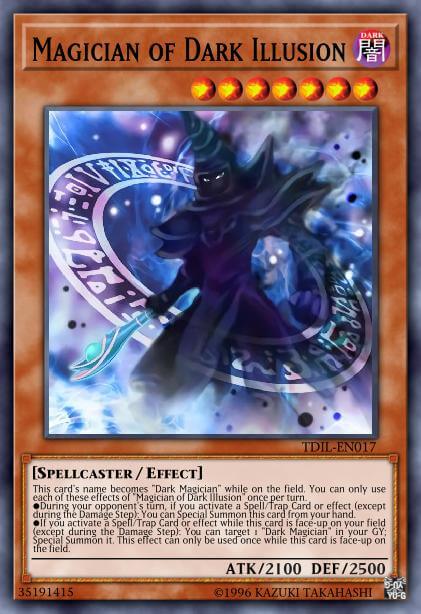 Magician of Dark Illusion
DARK
闇
TDIL-EN017
[Spellcaster / Effect]
This card's name becomes "Dark Magician" while on the field. You can only use
each of these effects of "Magician of Dark Illusion" once per turn.
●During your opponent's turn, if you activate a Spell/Trap Card or effect (except
during the Damage Step): You can Special Summon this card from your hand.
●If you activate a Spell/Trap Card or effect while this card is face-up on your field
(except during the Damage Step): You can target 1 "Dark Magician" in your GY;
Special Summon it. This effect can only be used once while this card is face-up on
the field.
ATK/2100 DEF/2500
35191415
©1996 KAZUKI TAKAHASHI